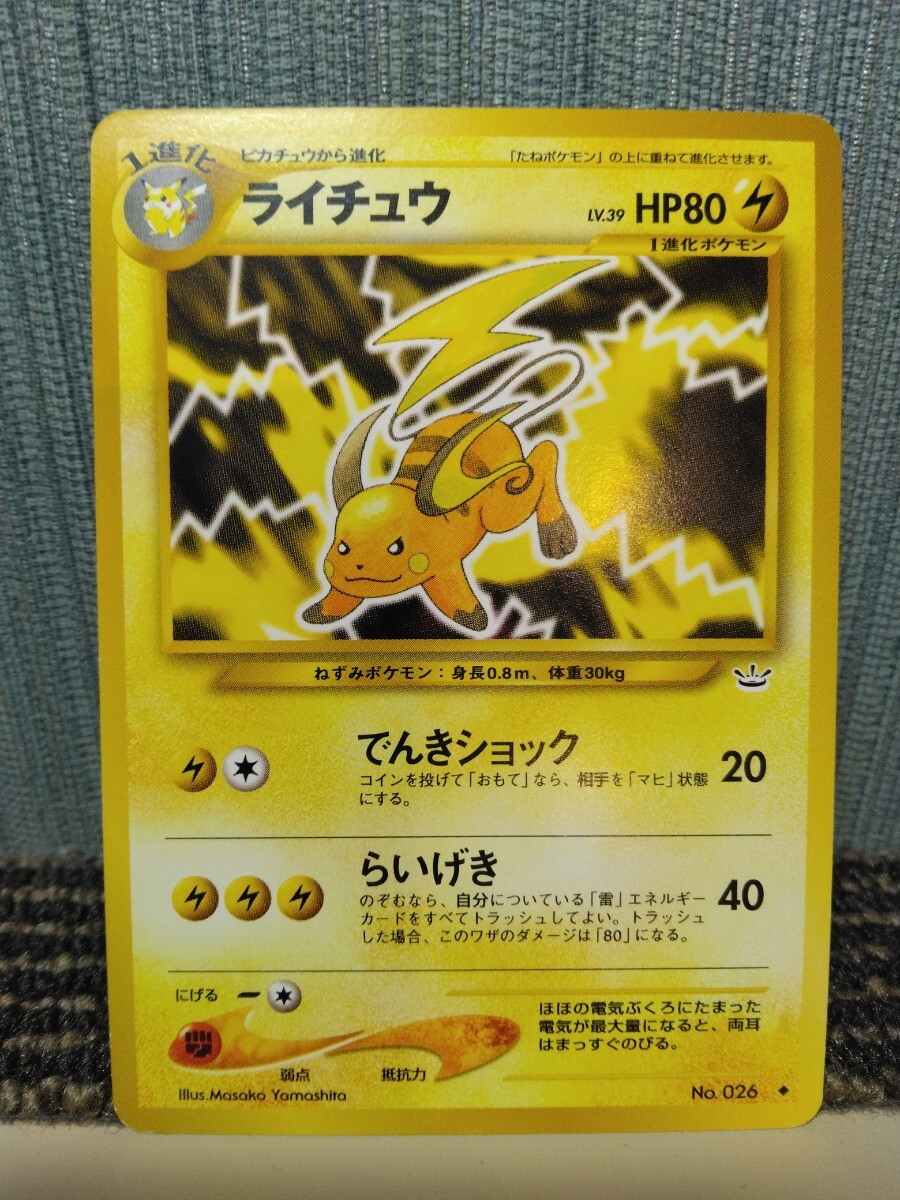 1進化
ピカチュウから進化
「たねポケモン」の上に重ねて進化させます。
ライチュウ
LV.39 HP80
1進化ポケモン
ねずみポケモン：身長0.8m、体重30kg
でんきショック 20
コインを投げて「おもて」なら、相手を「マヒ」状態
にする。
らいげき 40
のぞむなら、自分についている「雷」エネルギー
カードをすべてトラッシュしてよい。トラッシュ
した場合、このワザのダメージは「80」になる。
にげる
ほほの電気ぶくろにたまった
電気が最大量になると、両耳
はまっすぐのびる。
弱点 抵抗力
Illus.Masako Yamashita
No. 026